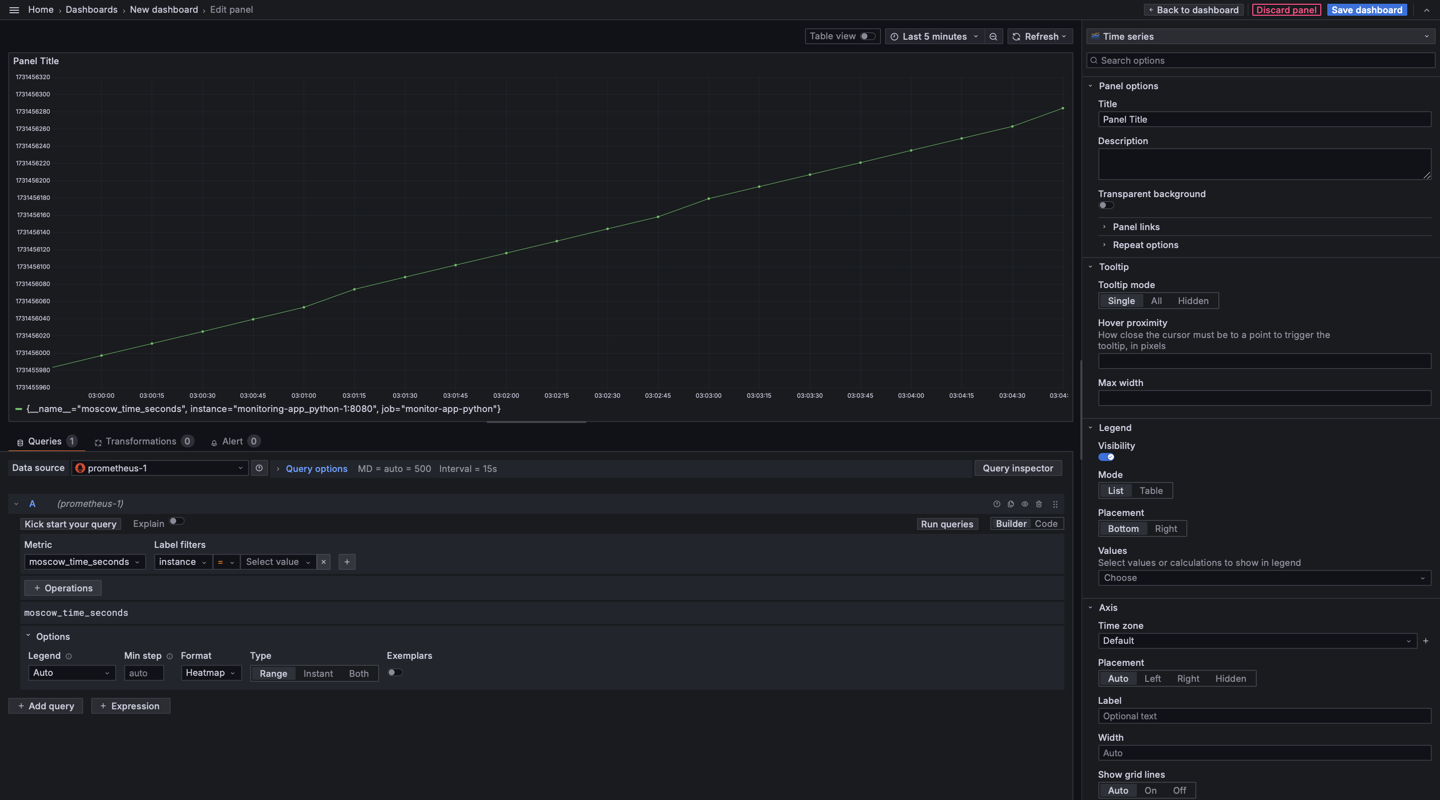 Home › Dashboards › New dashboard › Edit panel
Back to dashboard
Discard panel
Save dashboard
Table view
Last 5 minutes
Refresh
Panel Title
1731456320
1731456300
1731456280
1731456260
1731456240
1731456220
1731456200
1731456180
1731456160
1731456140
1731456120
1731456100
1731456080
1731456060
1731456040
1731456020
1731456000
1731455980
1731455960
03:00:00 03:00:15 03:00:30 03:00:45 03:01:00 03:01:15 03:01:30 03:01:45 03:02:00 03:02:15 03:02:30 03:02:45 03:03:00 03:03:15 03:03:30 03:03:45 03:04:00 03:04:15 03:04:30 03:04:
{__name__="moscow_time_seconds", instance="monitoring-app_python-1:8080", job="monitor-app-python"}
Queries 1 Transformations 0 Alert 0
Data source prometheus-1 › Query options MD = auto = 500 Interval = 15s Query inspector
A (prometheus-1)
Kick start your query Explain Run queries Builder Code
Metric Label filters
moscow_time_seconds instance = Select value × +
+ Operations
moscow_time_seconds
Options
Legend Min step Format Type Exemplars
Auto auto Heatmap Range Instant Both
+ Add query + Expression
Time series
Search options
Panel options
Title
Panel Title
Description
Transparent background
Panel links
Repeat options
Tooltip
Tooltip mode
Single All Hidden
Hover proximity
How close the cursor must be to a point to trigger the
tooltip, in pixels
Max width
Legend
Visibility
Mode
List Table
Placement
Bottom Right
Values
Select values or calculations to show in legend
Choose
Axis
Time zone
Default +
Placement
Auto Left Right Hidden
Label
Optional text
Width
Auto
Show grid lines
Auto On Off